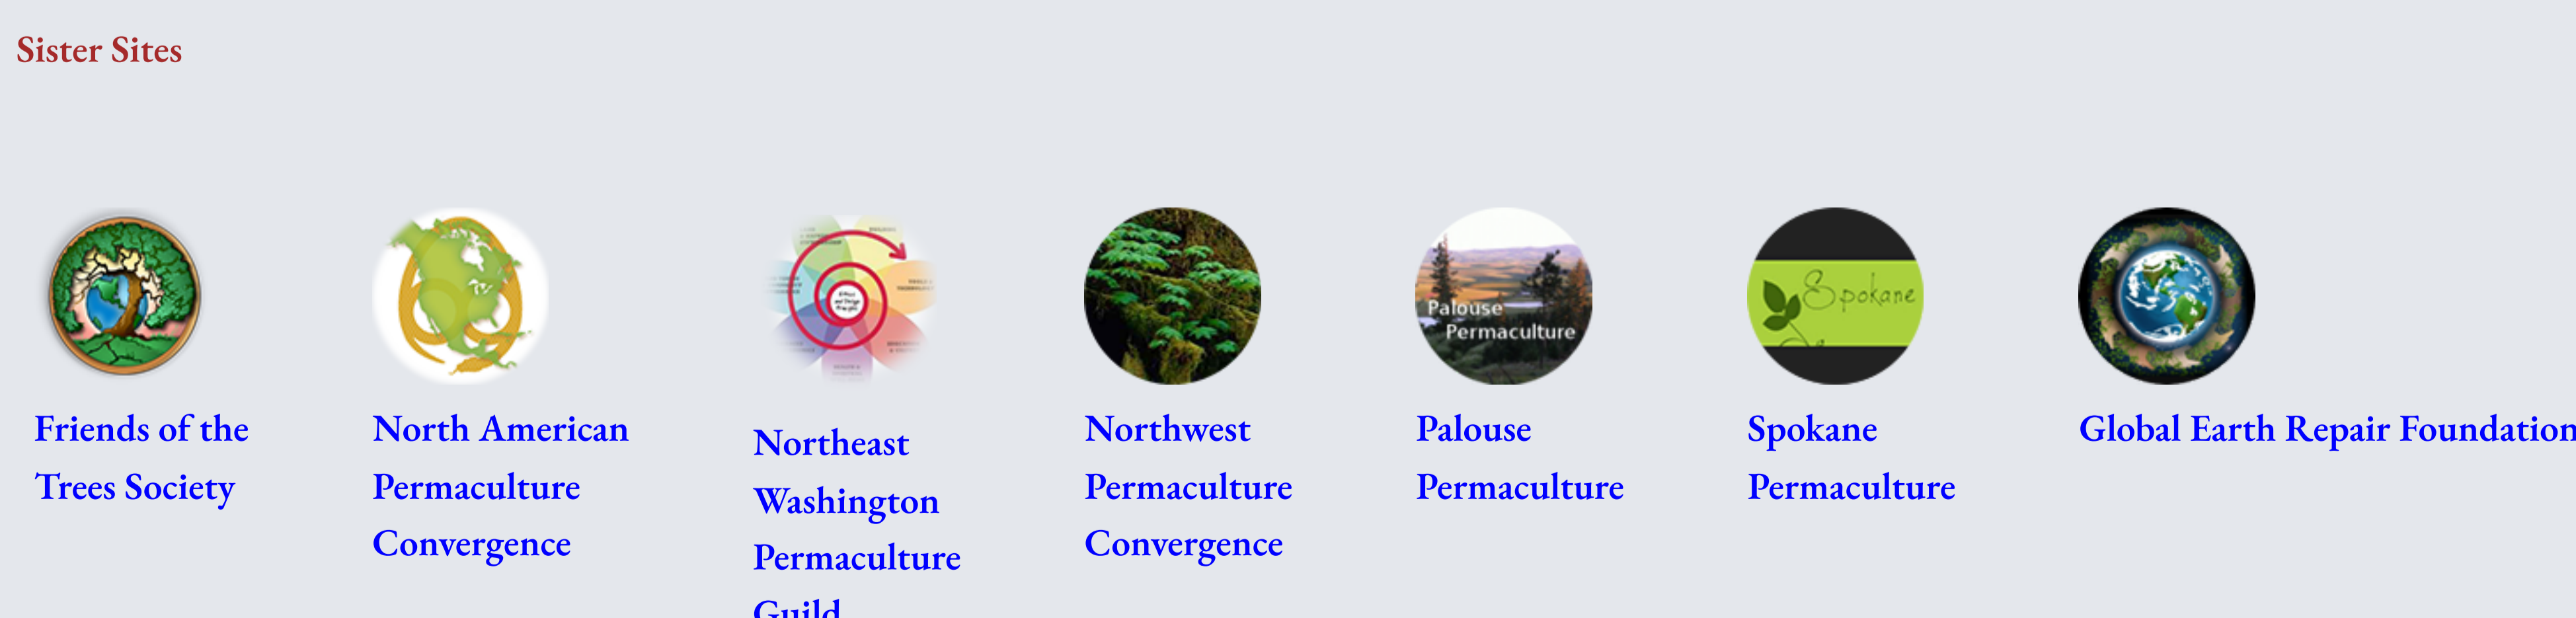 Sister Sites
Palouse
Permaculture
Spokane
Friends of the
Trees Society
North American
Permaculture
Convergence
Northeast
Washington
Permaculture
Guild
Northwest
Permaculture
Convergence
Palouse
Permaculture
Spokane
Permaculture
Global Earth Repair Foundation